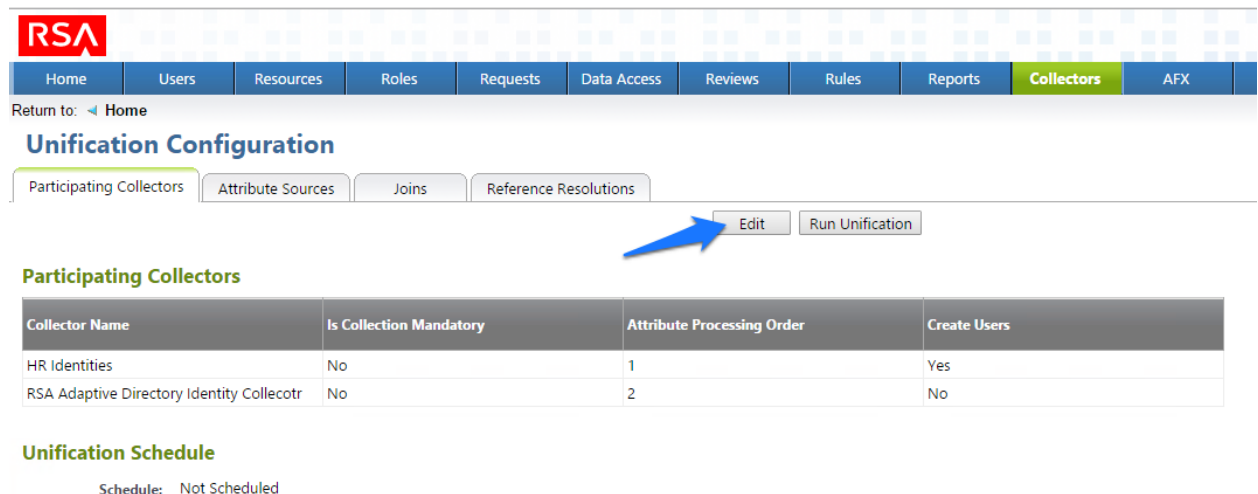 RSA
Home Users Resources Roles Requests Data Access Reviews Rules Reports Collectors AFX
Return to: Home
Unification Configuration
Participating Collectors Attribute Sources Joins Reference Resolutions
Edit Run Unification
Participating Collectors
Collector Name Is Collection Mandatory Attribute Processing Order Create Users
HR Identities No 1 Yes
RSA Adaptive Directory Identity Collecotr No 2 No
Unification Schedule
Schedule: Not Scheduled